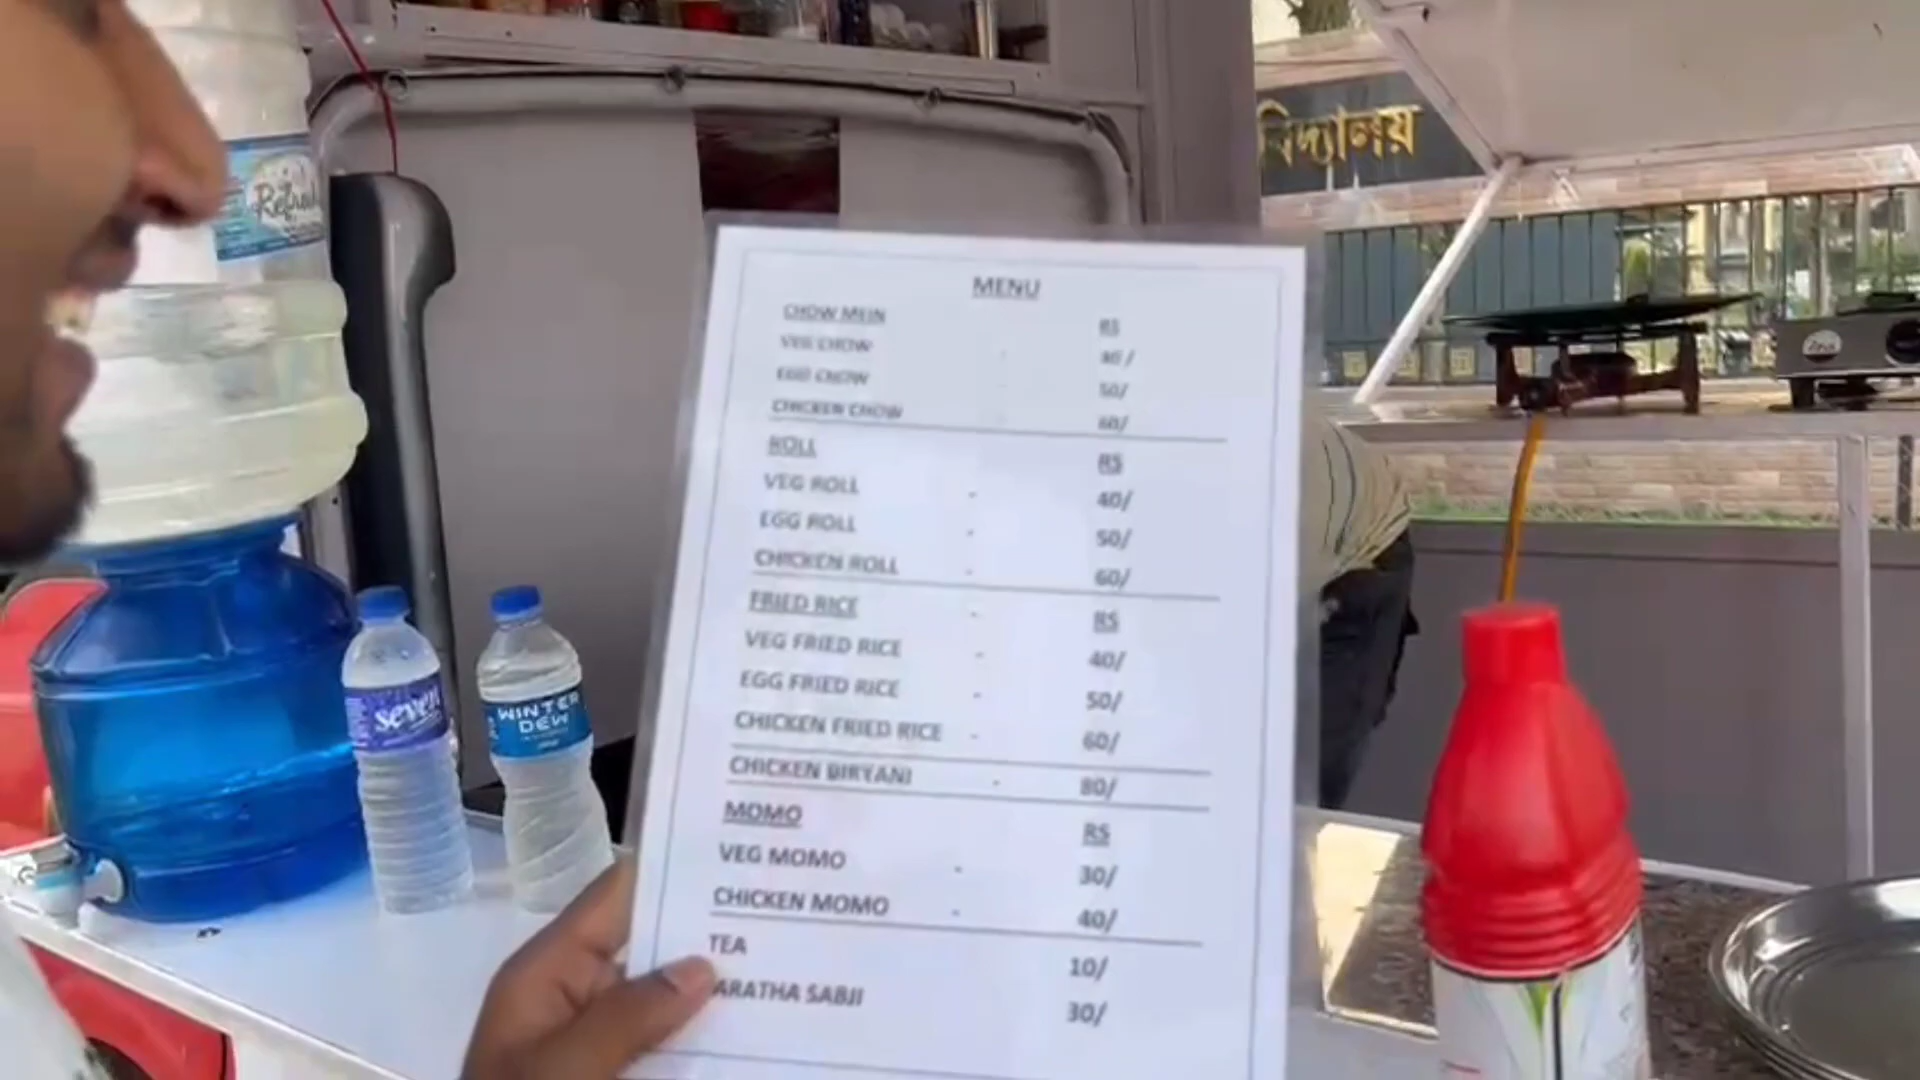 Refresh
বিদ্যালয়
MENU
CHOW MEIN RS
VEG CHOW - 40/
EGG CHOW - 50/
CHICKEN CHOW - 60/
ROLL RS
VEG ROLL - 40/
EGG ROLL - 50/
CHICKEN ROLL - 60/
FRIED RICE - RS
VEG FRIED RICE - 40/
EGG FRIED RICE - 50/
CHICKEN FRIED RICE - 60/
CHICKEN BIRYANI - 80/
MOMO RS
VEG MOMO - 30/
CHICKEN MOMO - 40/
TEA 10/
ARATHA SABJI 30/
seven
WINTER
DEW